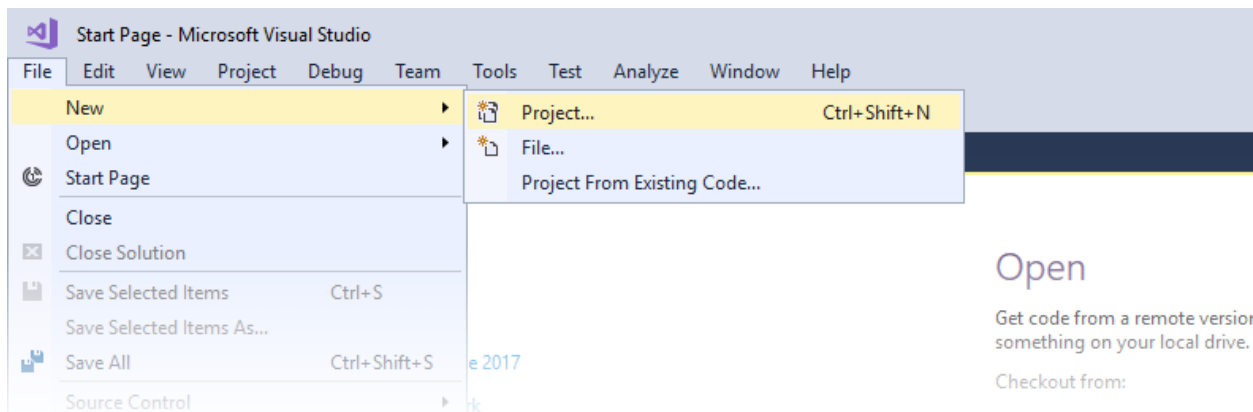 Start Page - Microsoft Visual Studio
File Edit View Project Debug Team Tools Test Analyze Window Help
New
Project... Ctrl+Shift+N
Open
File...
Start Page
Project From Existing Code...
Close
Close Solution
Save Selected Items Ctrl+S
Save Selected Items As...
Save All Ctrl+Shift+S
Source Control
2017
Open
Get code from a remote version
something on your local drive.
Checkout from: